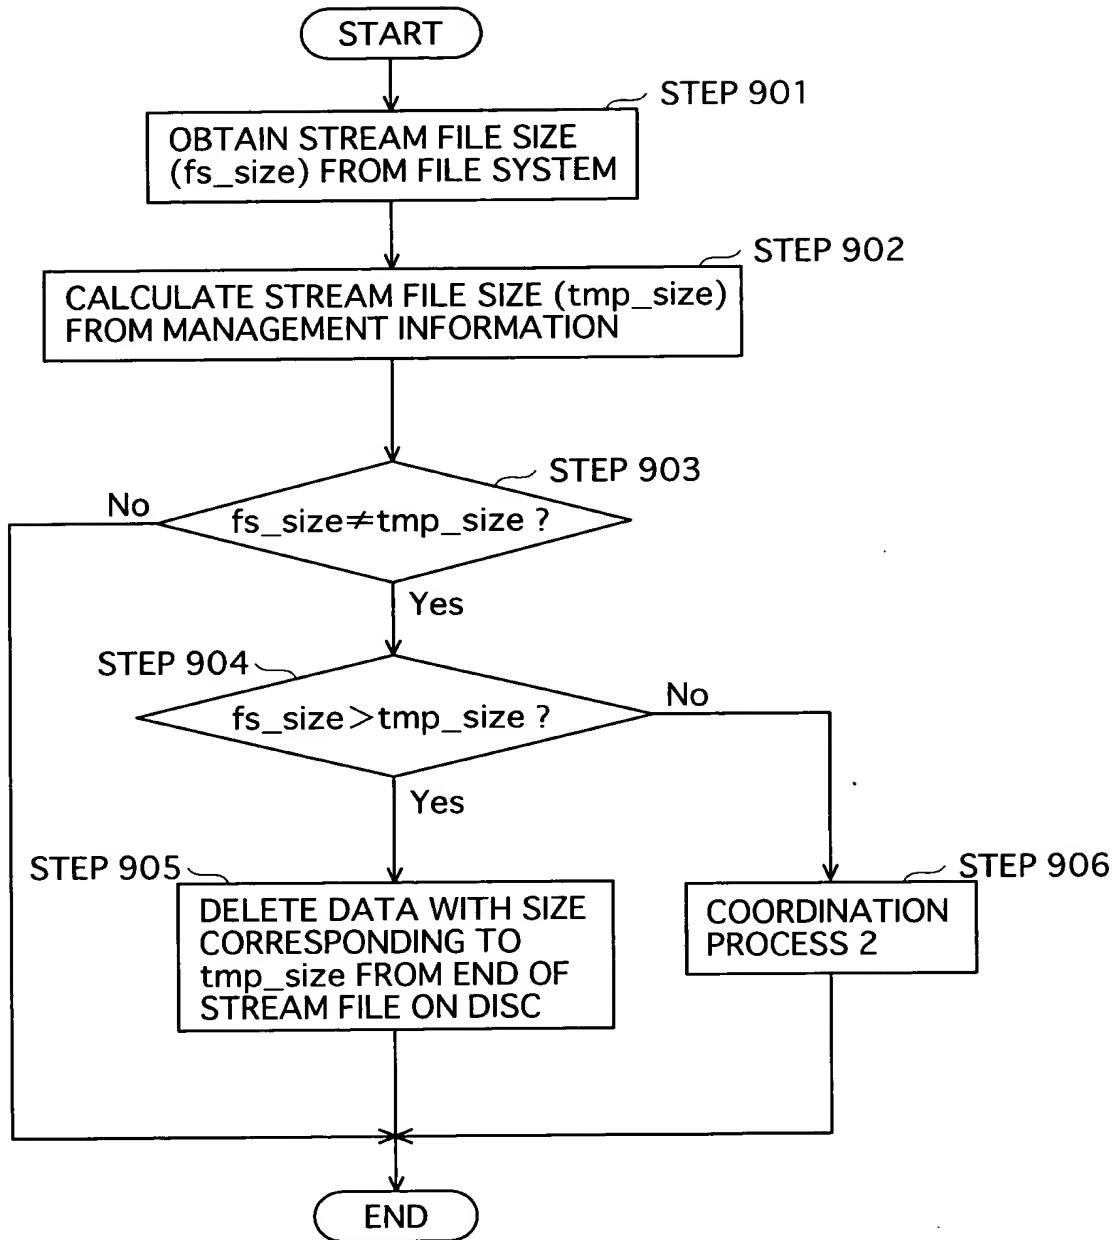 START
STEP 901
OBTAIN STREAM FILE SIZE
(fs_size) FROM FILE SYSTEM
STEP 902
CALCULATE STREAM FILE SIZE (tmp_size)
FROM MANAGEMENT INFORMATION
STEP 903
No
fs_size≠tmp_size ?
Yes
STEP 904
No
fs_size>tmp_size ?
Yes
STEP 905
STEP 906
DELETE DATA WITH SIZE
CORRESPONDING TO
tmp_size FROM END OF
STREAM FILE ON DISC
COORDINATION
PROCESS 2
END